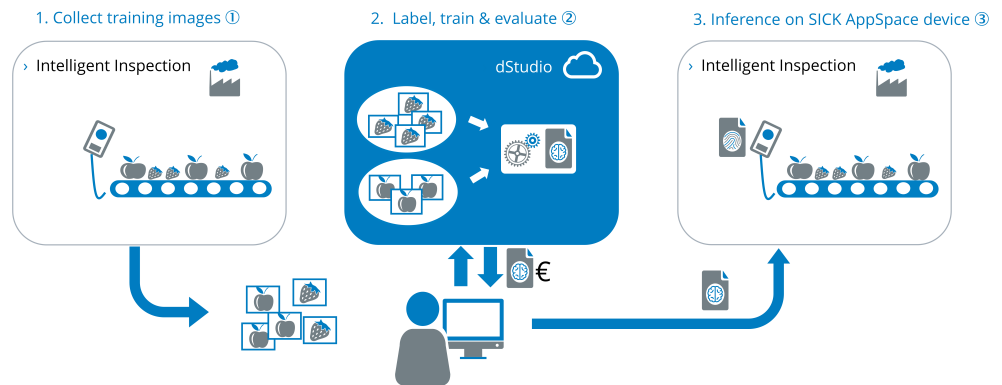 1. Collect training images ①
2. Label, train & evaluate ②
3. Inference on SICK AppSpace device ③
› Intelligent Inspection
dStudio
› Intelligent Inspection
€